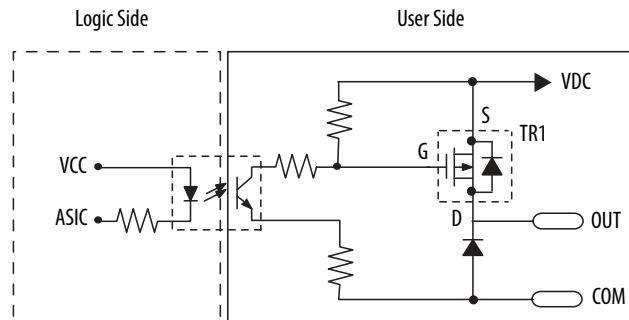 Logic Side
User Side
VDC
S
TR1
G
VCC
ASIC
D
OUT
COM